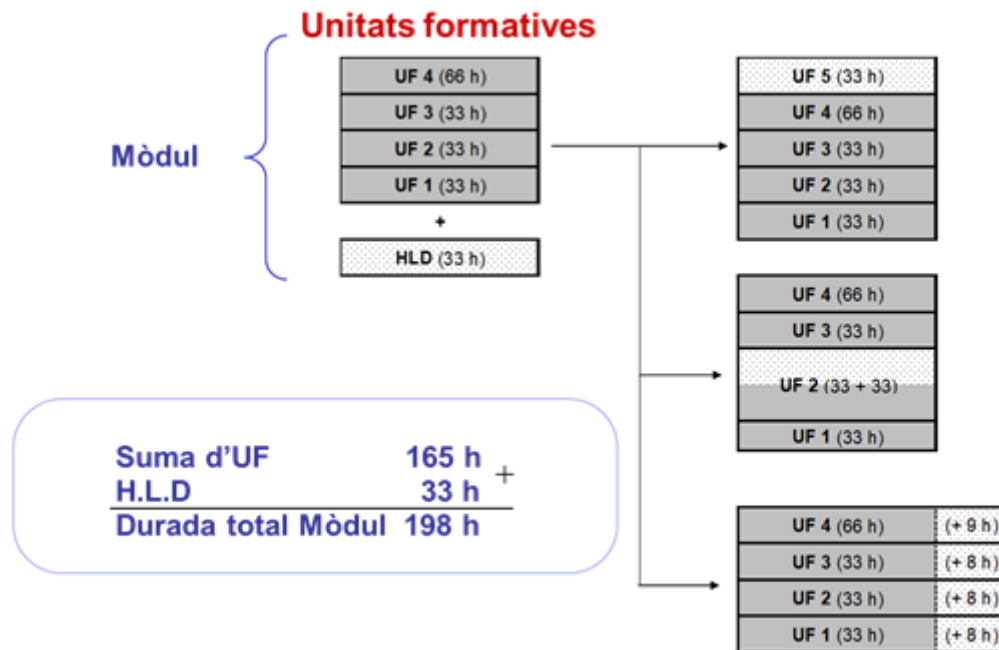 Unitats formatives
Mòdul
UF 4 (66 h)
UF 3 (33 h)
UF 2 (33 h)
UF 1 (33 h)
+
HLD (33 h)
UF 5 (33 h)
UF 4 (66 h)
UF 3 (33 h)
UF 2 (33 h)
UF 1 (33 h)
UF 4 (66 h)
UF 3 (33 h)
UF 2 (33 + 33)
UF 1 (33 h)
UF 4 (66 h) (+ 9 h)
UF 3 (33 h) (+ 8 h)
UF 2 (33 h) (+ 8 h)
UF 1 (33 h) (+ 8 h)
Suma d'UF 165 h +
H.L.D 33 h
Durada total Mòdul 198 h